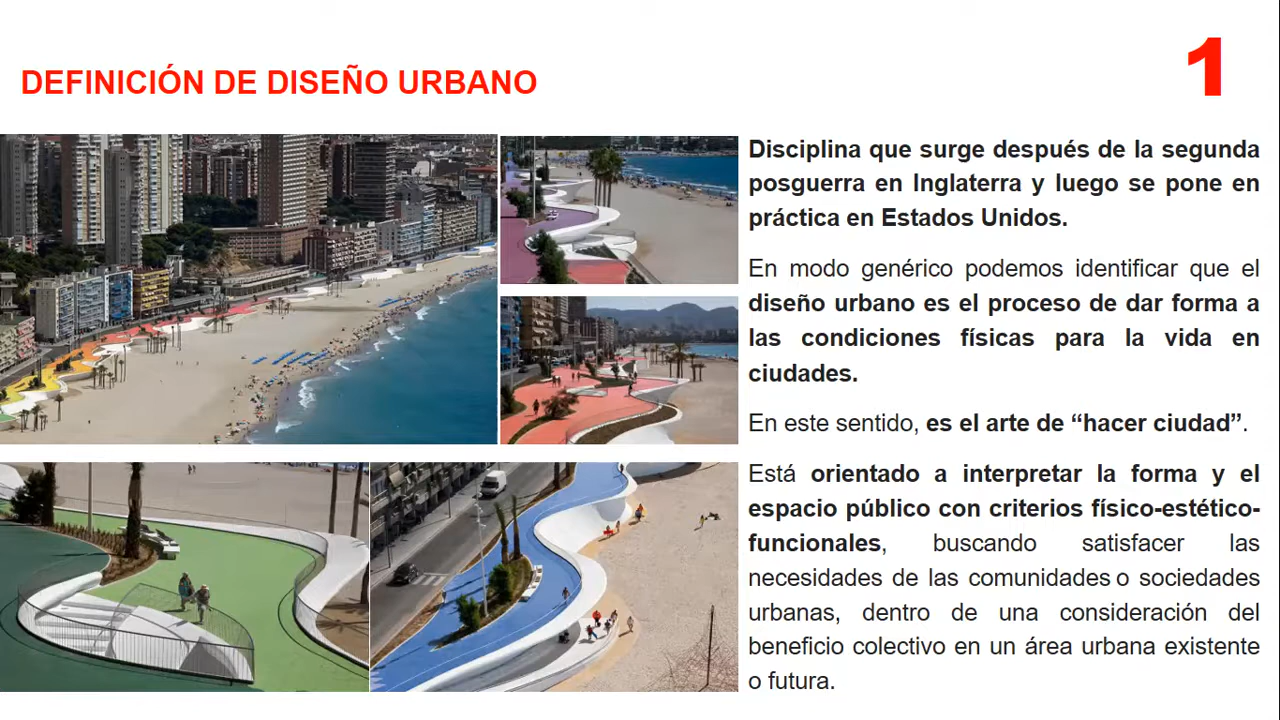 1
DEFINICIÓN DE DISEÑO URBANO
Disciplina que surge después de la segunda
posguerra en Inglaterra y luego se pone en
práctica en Estados Unidos.
En modo genérico podemos identificar que el
diseño urbano es el proceso de dar forma a
las condiciones físicas para la vida en
ciudades.
En este sentido, es el arte de “hacer ciudad”.
Está orientado a interpretar la forma y el
espacio público con criterios físico-estético-
funcionales, buscando satisfacer las
necesidades de las comunidades o sociedades
urbanas, dentro de una consideración del
beneficio colectivo en un área urbana existente
o futura.